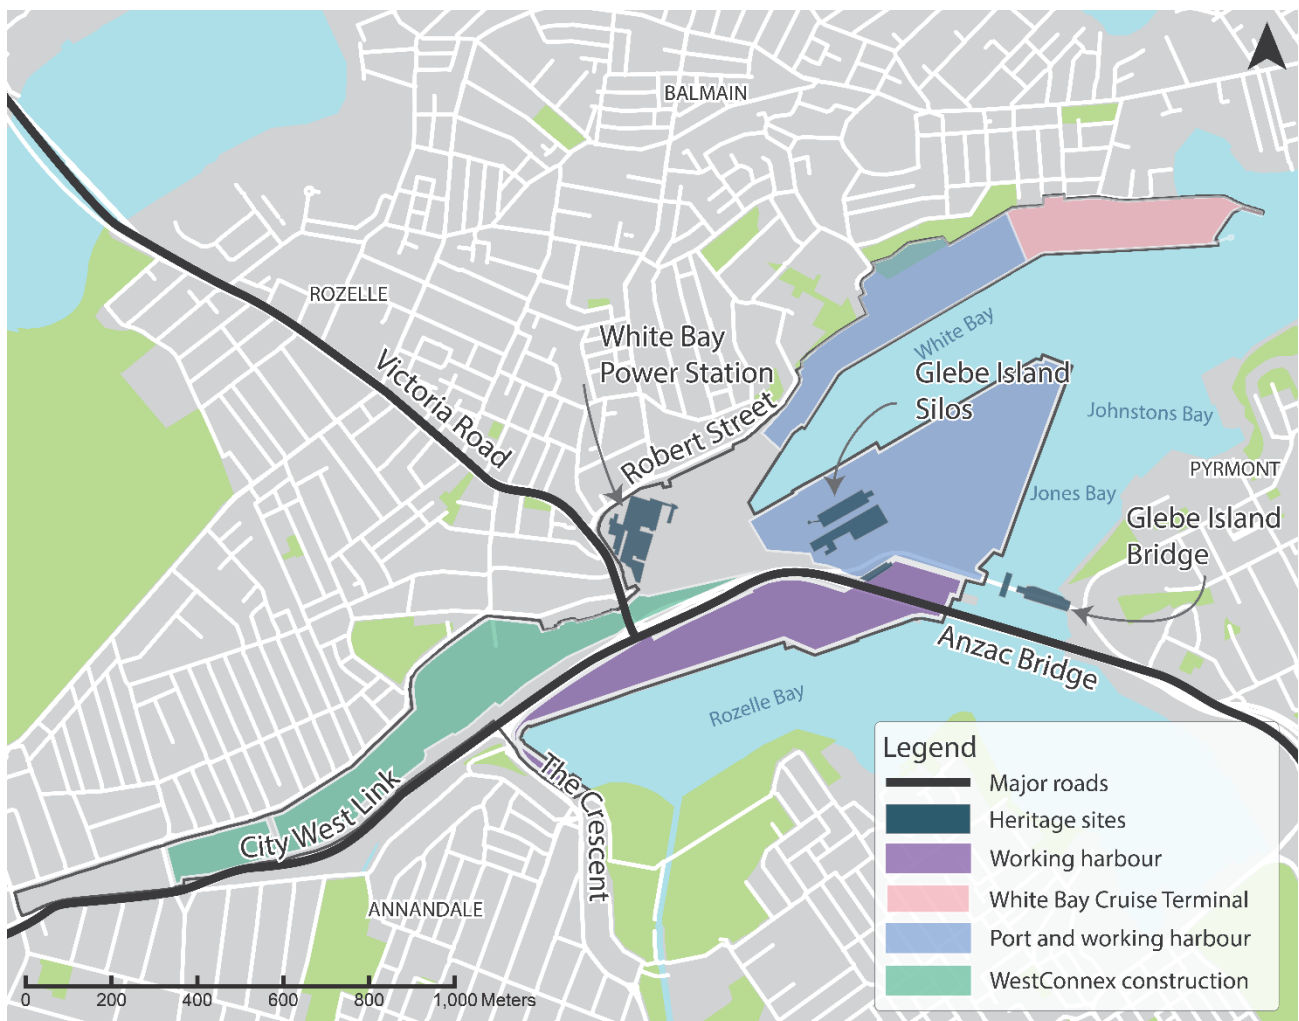 BALMAIN
ROZELLE
White Bay
Power Station
Victoria Road
Robert Street
White Bay
Glebe Island
Silos
Johnstons Bay
PYRMONT
Jones Bay
Glebe Island
Bridge
Anzac Bridge
Rozelle Bay
The Crescent
City West Link
ANNANDALE
0 200 400 600 800 1,000 Meters
Legend
Major roads
Heritage sites
Working harbour
White Bay Cruise Terminal
Port and working harbour
WestConnex construction